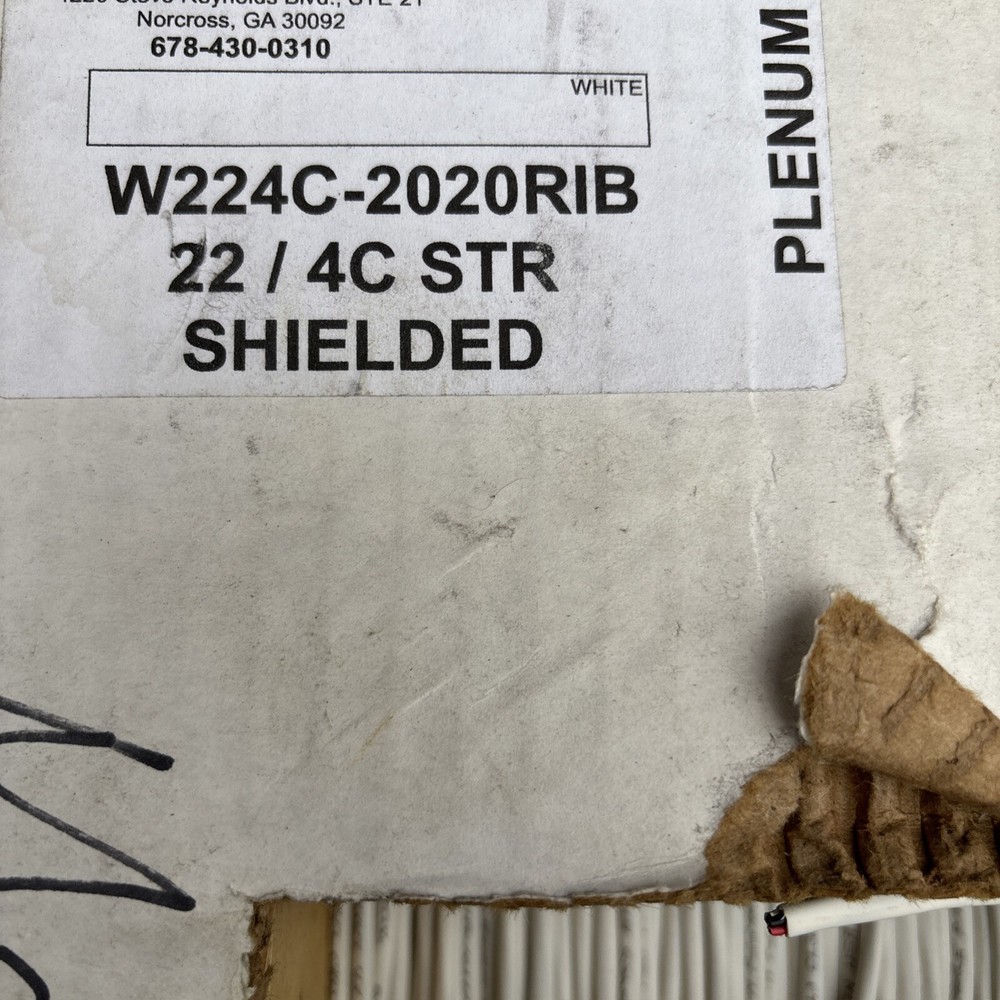 Norcross, GA 30092
678-430-0310
WHITE
W224C-2020RIB
22 / 4C STR
SHIELDED
PLENUM